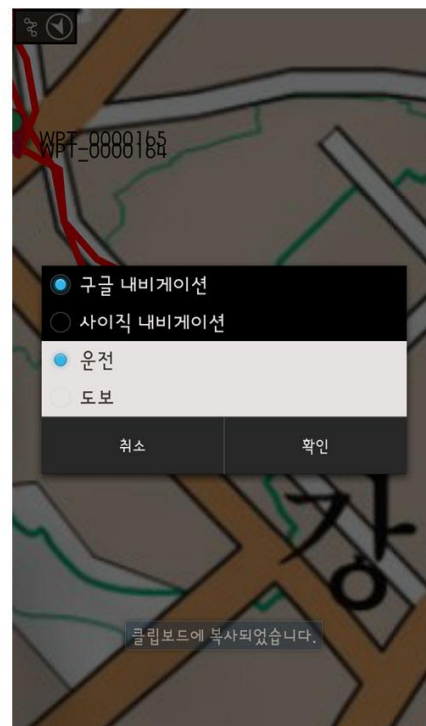 WPT_0000165
WPT_0000164
구글 내비게이션
사이직 내비게이션
운전
도보
취소
확인
강
클립보드에 복사되었습니다.